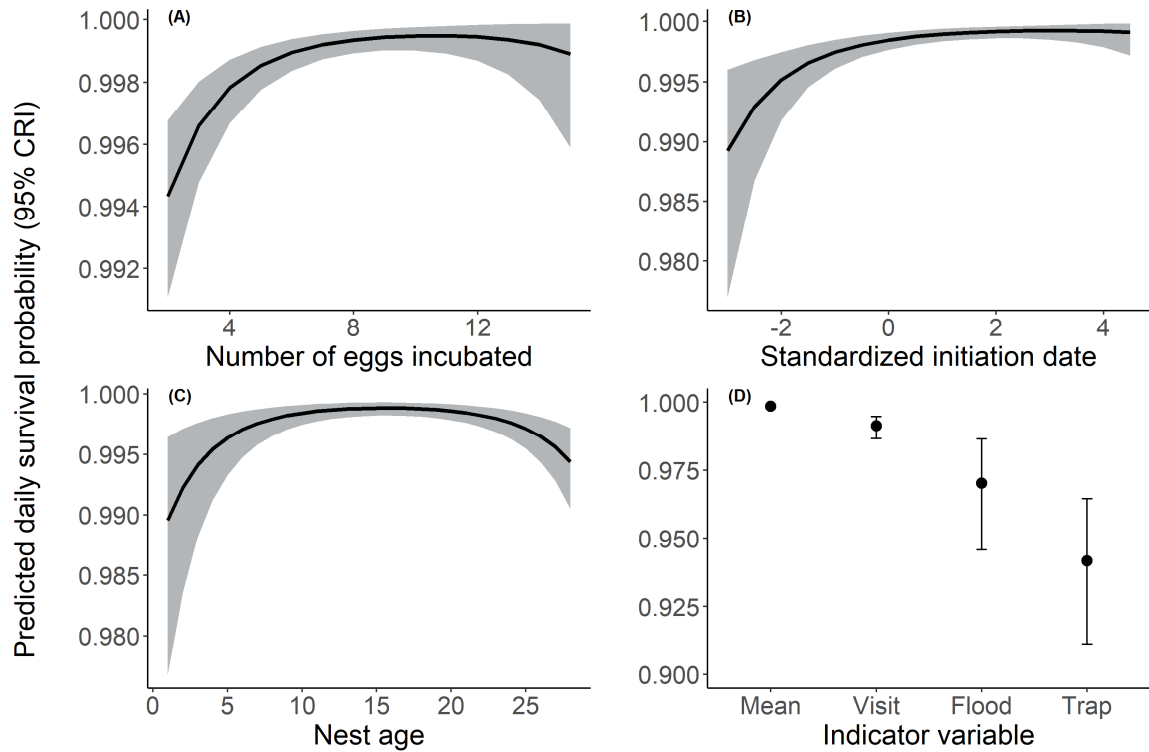 Predicted daily survival probability (95% CRI)
(A)
1.000
0.998
0.996
0.994
0.992
4 8 12
Number of eggs incubated
(B)
1.000
0.995
0.990
0.985
0.980
-2 0 2 4
Standardized initiation date
(C)
1.000
0.995
0.990
0.985
0.980
0 5 10 15 20 25
Nest age
(D)
1.000
0.975
0.950
0.925
0.900
Mean Visit Flood Trap
Indicator variable